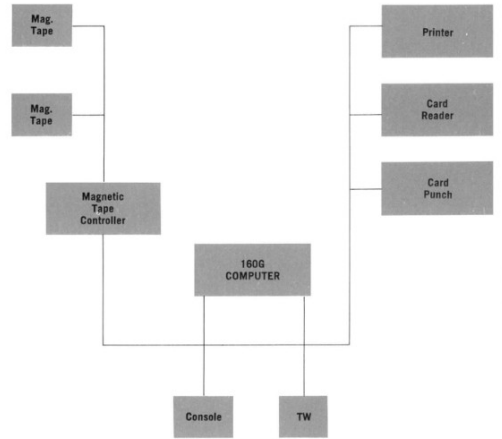 Mag.
Tape
Mag.
Tape
Magnetic
Tape
Controller
Printer
Card
Reader
Card
Punch
160G
COMPUTER
Console
TW